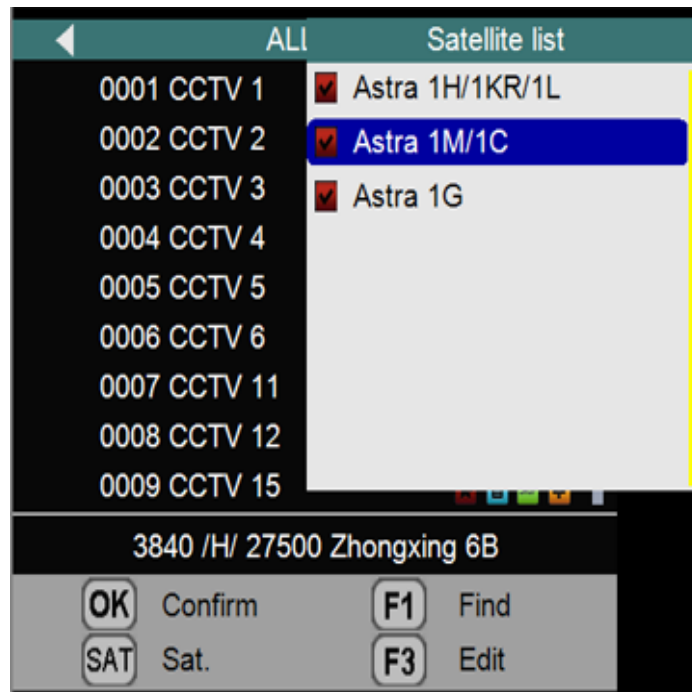 ALL
Satellite list
0001 CCTV 1
0002 CCTV 2
0003 CCTV 3
0004 CCTV 4
0005 CCTV 5
0006 CCTV 6
0007 CCTV 11
0008 CCTV 12
0009 CCTV 15
Astra 1H/1KR/1L
Astra 1M/1C
Astra 1G
3840 /H/ 27500 Zhongxing 6B
OK Confirm
F1 Find
SAT Sat.
F3 Edit